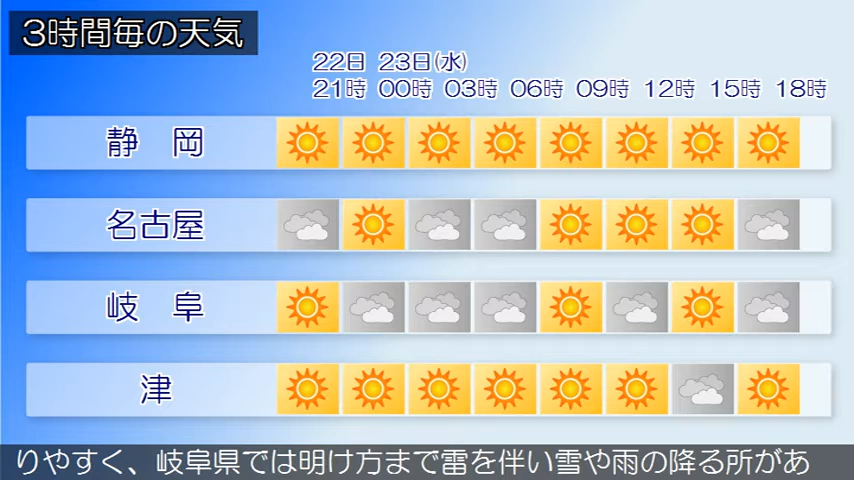 3時間毎の天気
22日 23日(水)
21時 00時 03時 06時 09時 12時 15時 18時
静 岡
名古屋
岐 阜
津
りやすく、岐阜県では明け方まで雷を伴い雪や雨の降る所があ